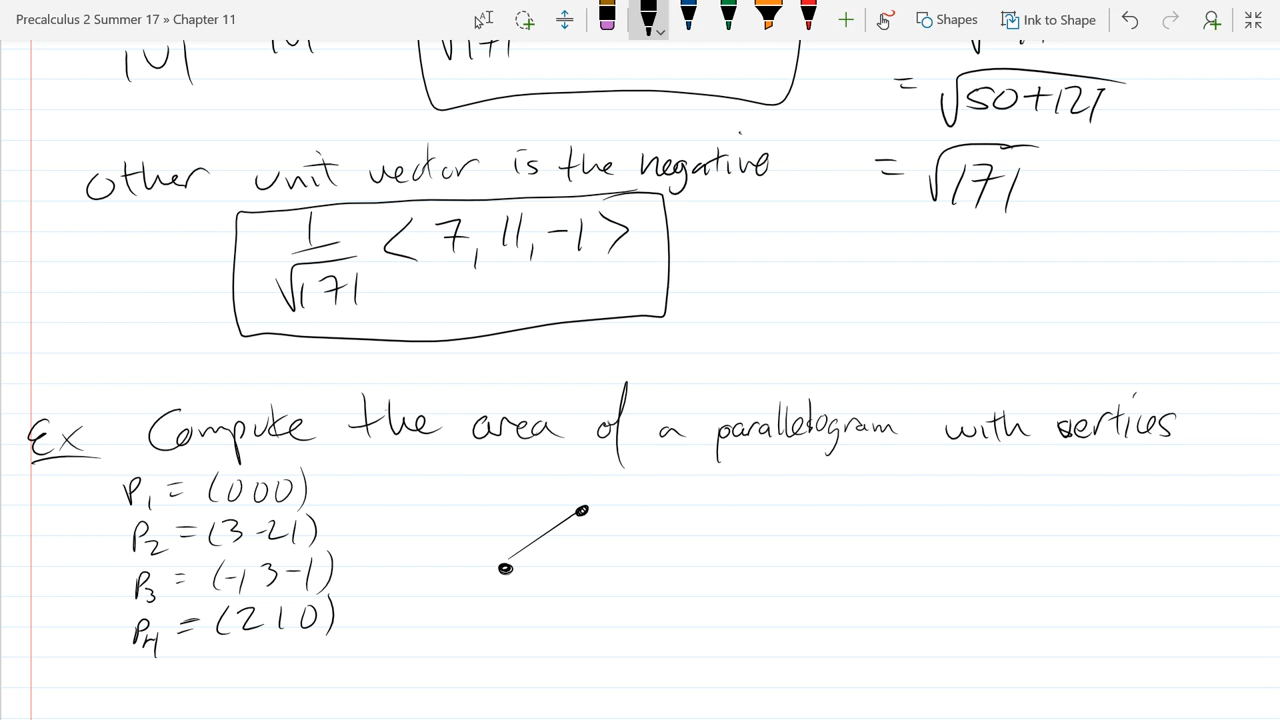 Precalculus 2 Summer 17 » Chapter 11
Shapes
Ink to Shape
|U|
√171
= √50+121
other unit vector is the negative
= √171
1/√171 < 7, 11, -1 >
Ex Compute the area of a parallelogram with vertices
P1 = (0 0 0)
P2 = (3 -2 1)
P3 = (-1 3 -1)
P4 = (2 1 0)